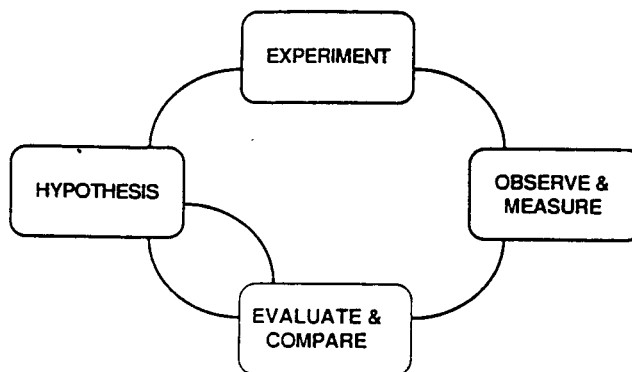 EXPERIMENT
HYPOTHESIS
OBSERVE &
MEASURE
EVALUATE &
COMPARE